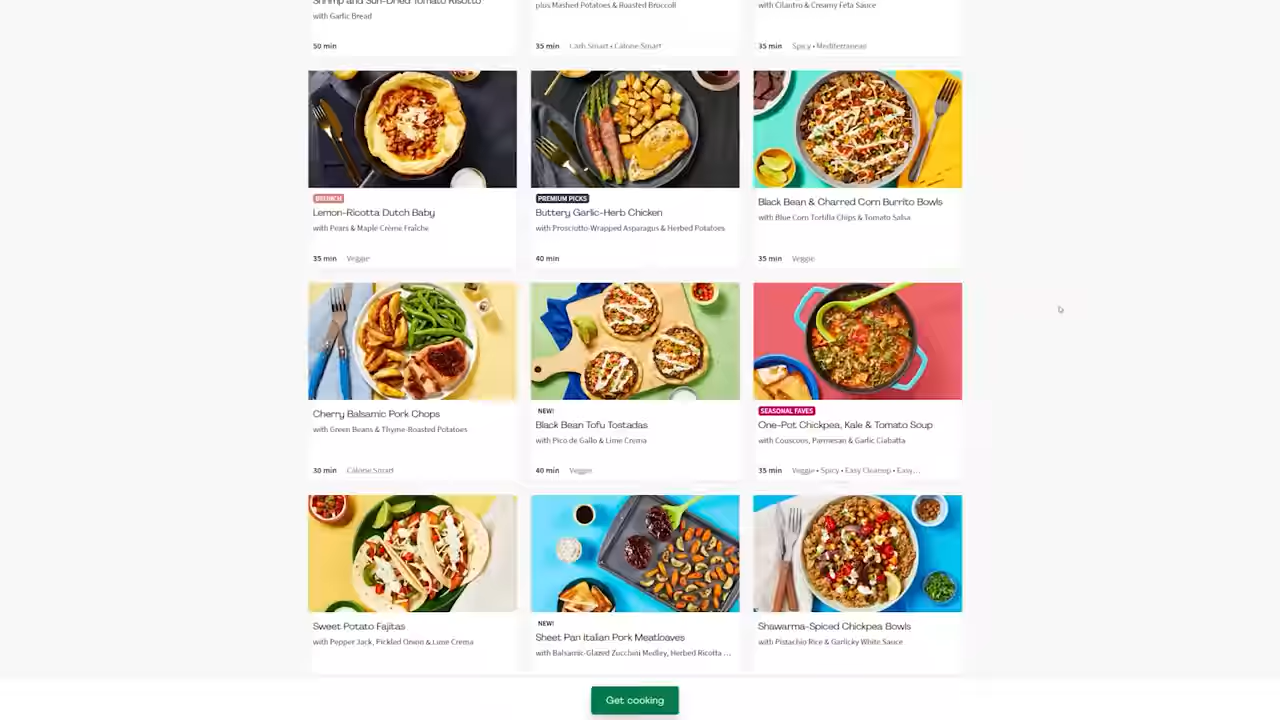 Shrimp and Sun-Dried Tomato Risotto
with Garlic Bread
50 min
plus Mashed Potatoes & Roasted Broccoli
35 min Carb Smart • Calorie Smart
with Cilantro & Creamy Feta Sauce
35 min Spicy • Mediterranean
BRUNCH
Lemon-Ricotta Dutch Baby
with Pears & Maple Crème Fraîche
35 min Veggie
PREMIUM PICKS
Buttery Garlic-Herb Chicken
with Prosciutto-Wrapped Asparagus & Herbed Potatoes
40 min
Black Bean & Charred Corn Burrito Bowls
with Blue Corn Tortilla Chips & Tomato Salsa
35 min Veggie
Cherry Balsamic Pork Chops
with Green Beans & Thyme-Roasted Potatoes
30 min Calorie Smart
NEW!
Black Bean Tofu Tostadas
with Pico de Gallo & Lime Crema
40 min Veggie
SEASONAL FAVES
One-Pot Chickpea, Kale & Tomato Soup
with Couscous, Parmesan & Garlic Ciabatta
35 min Veggie • Spicy • Easy Cleanup • Easy...
Sweet Potato Fajitas
with Pepper Jack, Pickled Onion & Lime Crema
NEW!
Sheet Pan Italian Pork Meatloaves
with Balsamic-Glazed Zucchini Medley, Herbed Ricotta ...
Shawarma-Spiced Chickpea Bowls
with Pistachio Rice & Garlicky White Sauce
Get cooking